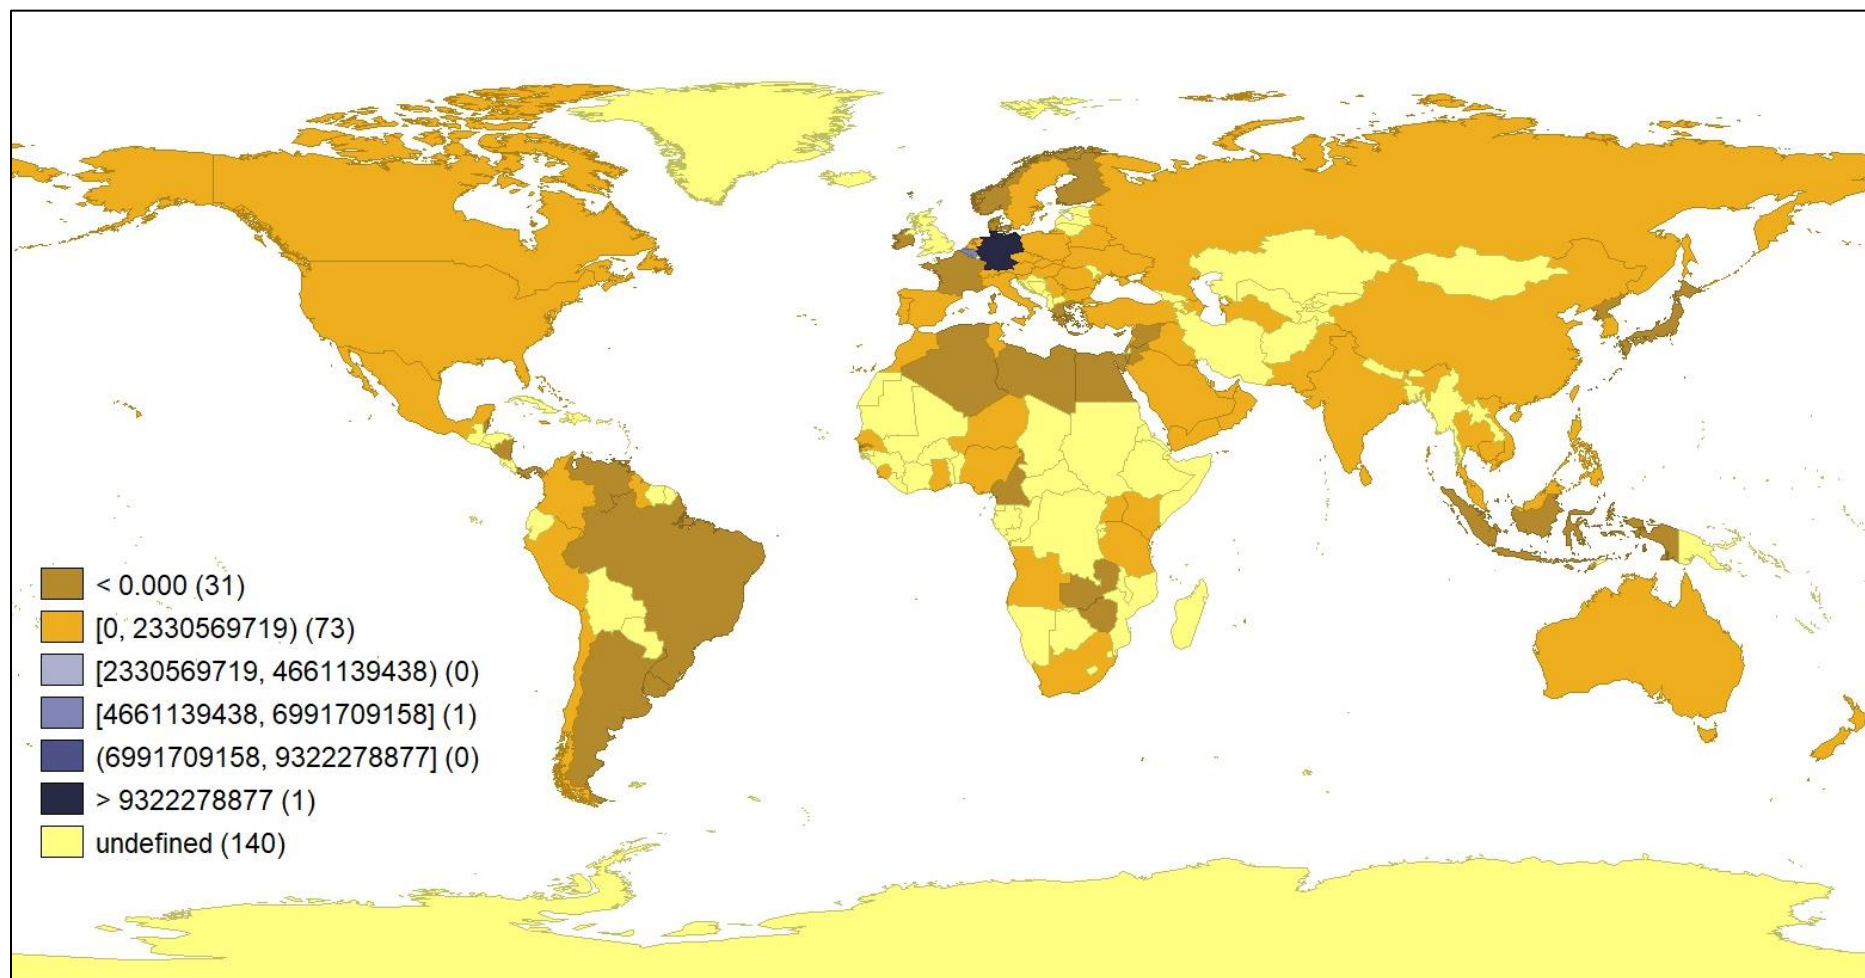 < 0.000 (31)
[0, 2330569719) (73)
[2330569719, 4661139438) (0)
[4661139438, 6991709158] (1)
(6991709158, 9322278877] (0)
> 9322278877 (1)
undefined (140)